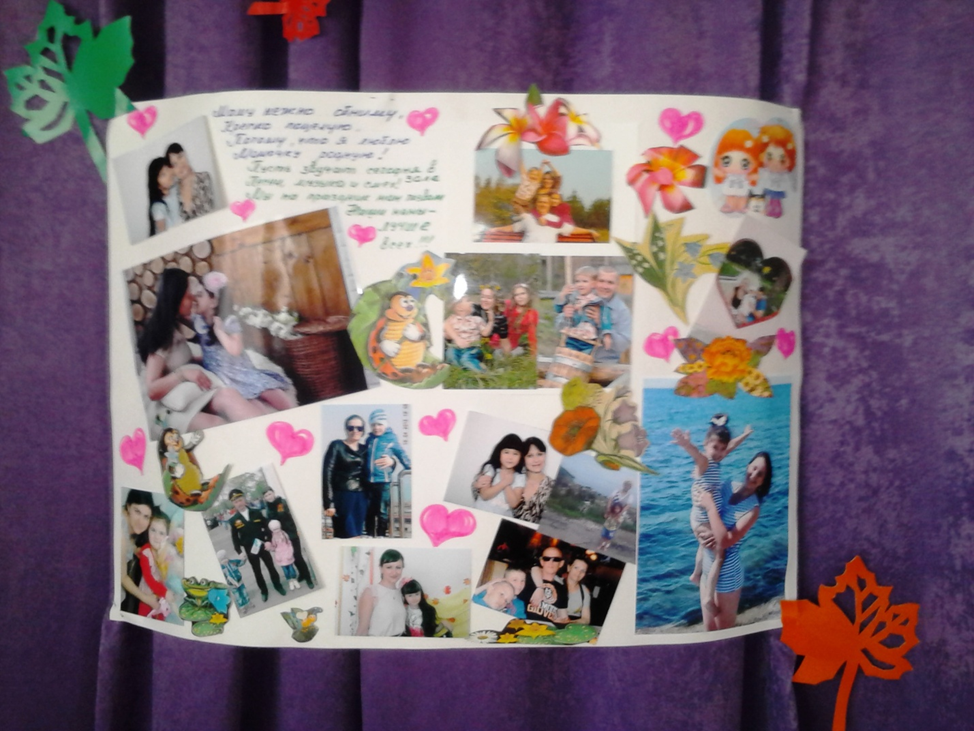 Маму нежно обниму,
Крепко поцелую.
Потому, что я люблю
Мамочку родную!
Пусть звучат сегодня в зале
Песни, музыка и смех!
Мы на праздник мам позвали
Наши мамы –
лучше
всех !!!